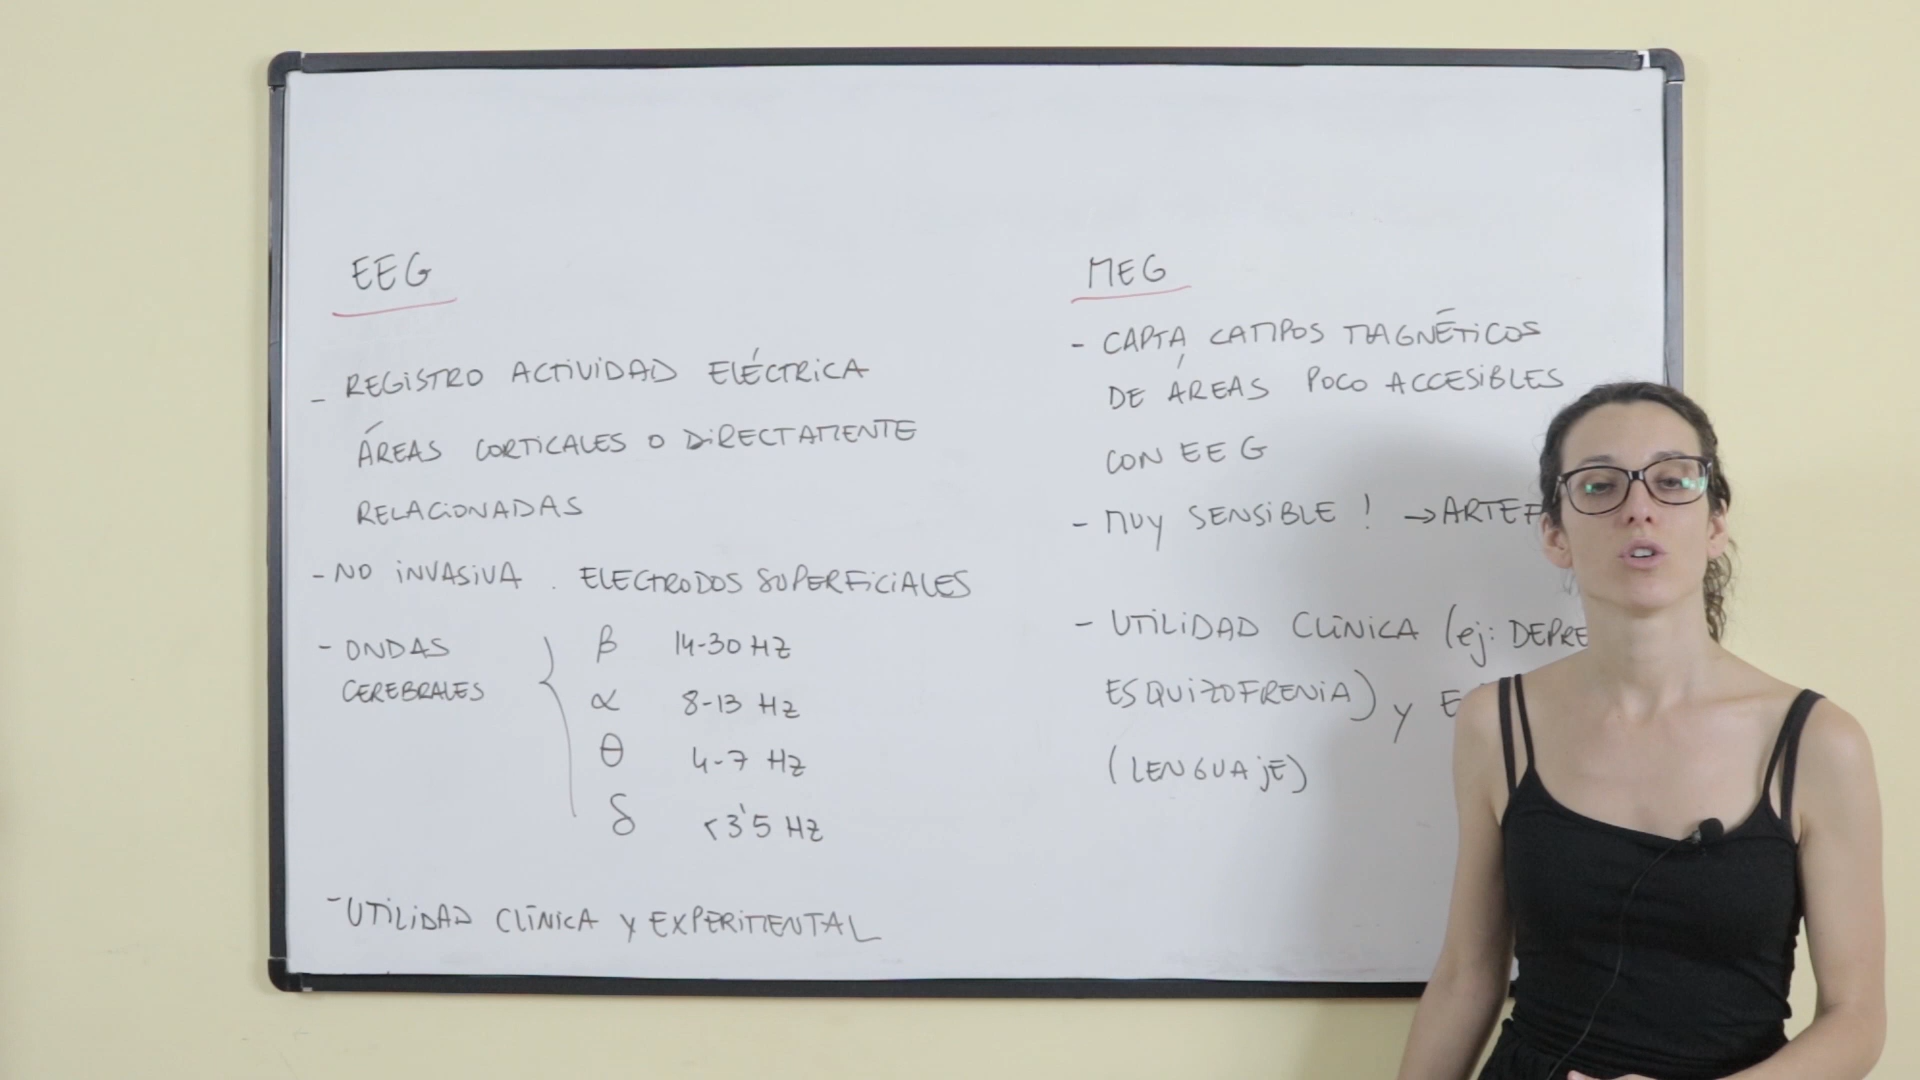 EEG
- REGISTRO ACTIVIDAD ELÉCTRICA
ÁREAS CORTICALES O DIRECTAMENTE
RELACIONADAS
- NO INVASIVA . ELECTRODOS SUPERFICIALES
- ONDAS
CEREBRALES
β 14-30 HZ
α 8-13 HZ
θ 4-7 HZ
δ <3'5 HZ
- UTILIDAD CLÍNICA Y EXPERIMENTAL
MEG
- CAPTA CAMPOS MAGNÉTICOS
DE ÁREAS POCO ACCESIBLES
CON EEG
- MUY SENSIBLE ! →
- UTILIDAD CLÍNICA (ej:
ESQUIZOFRENIA) y
(LENGUAJE)